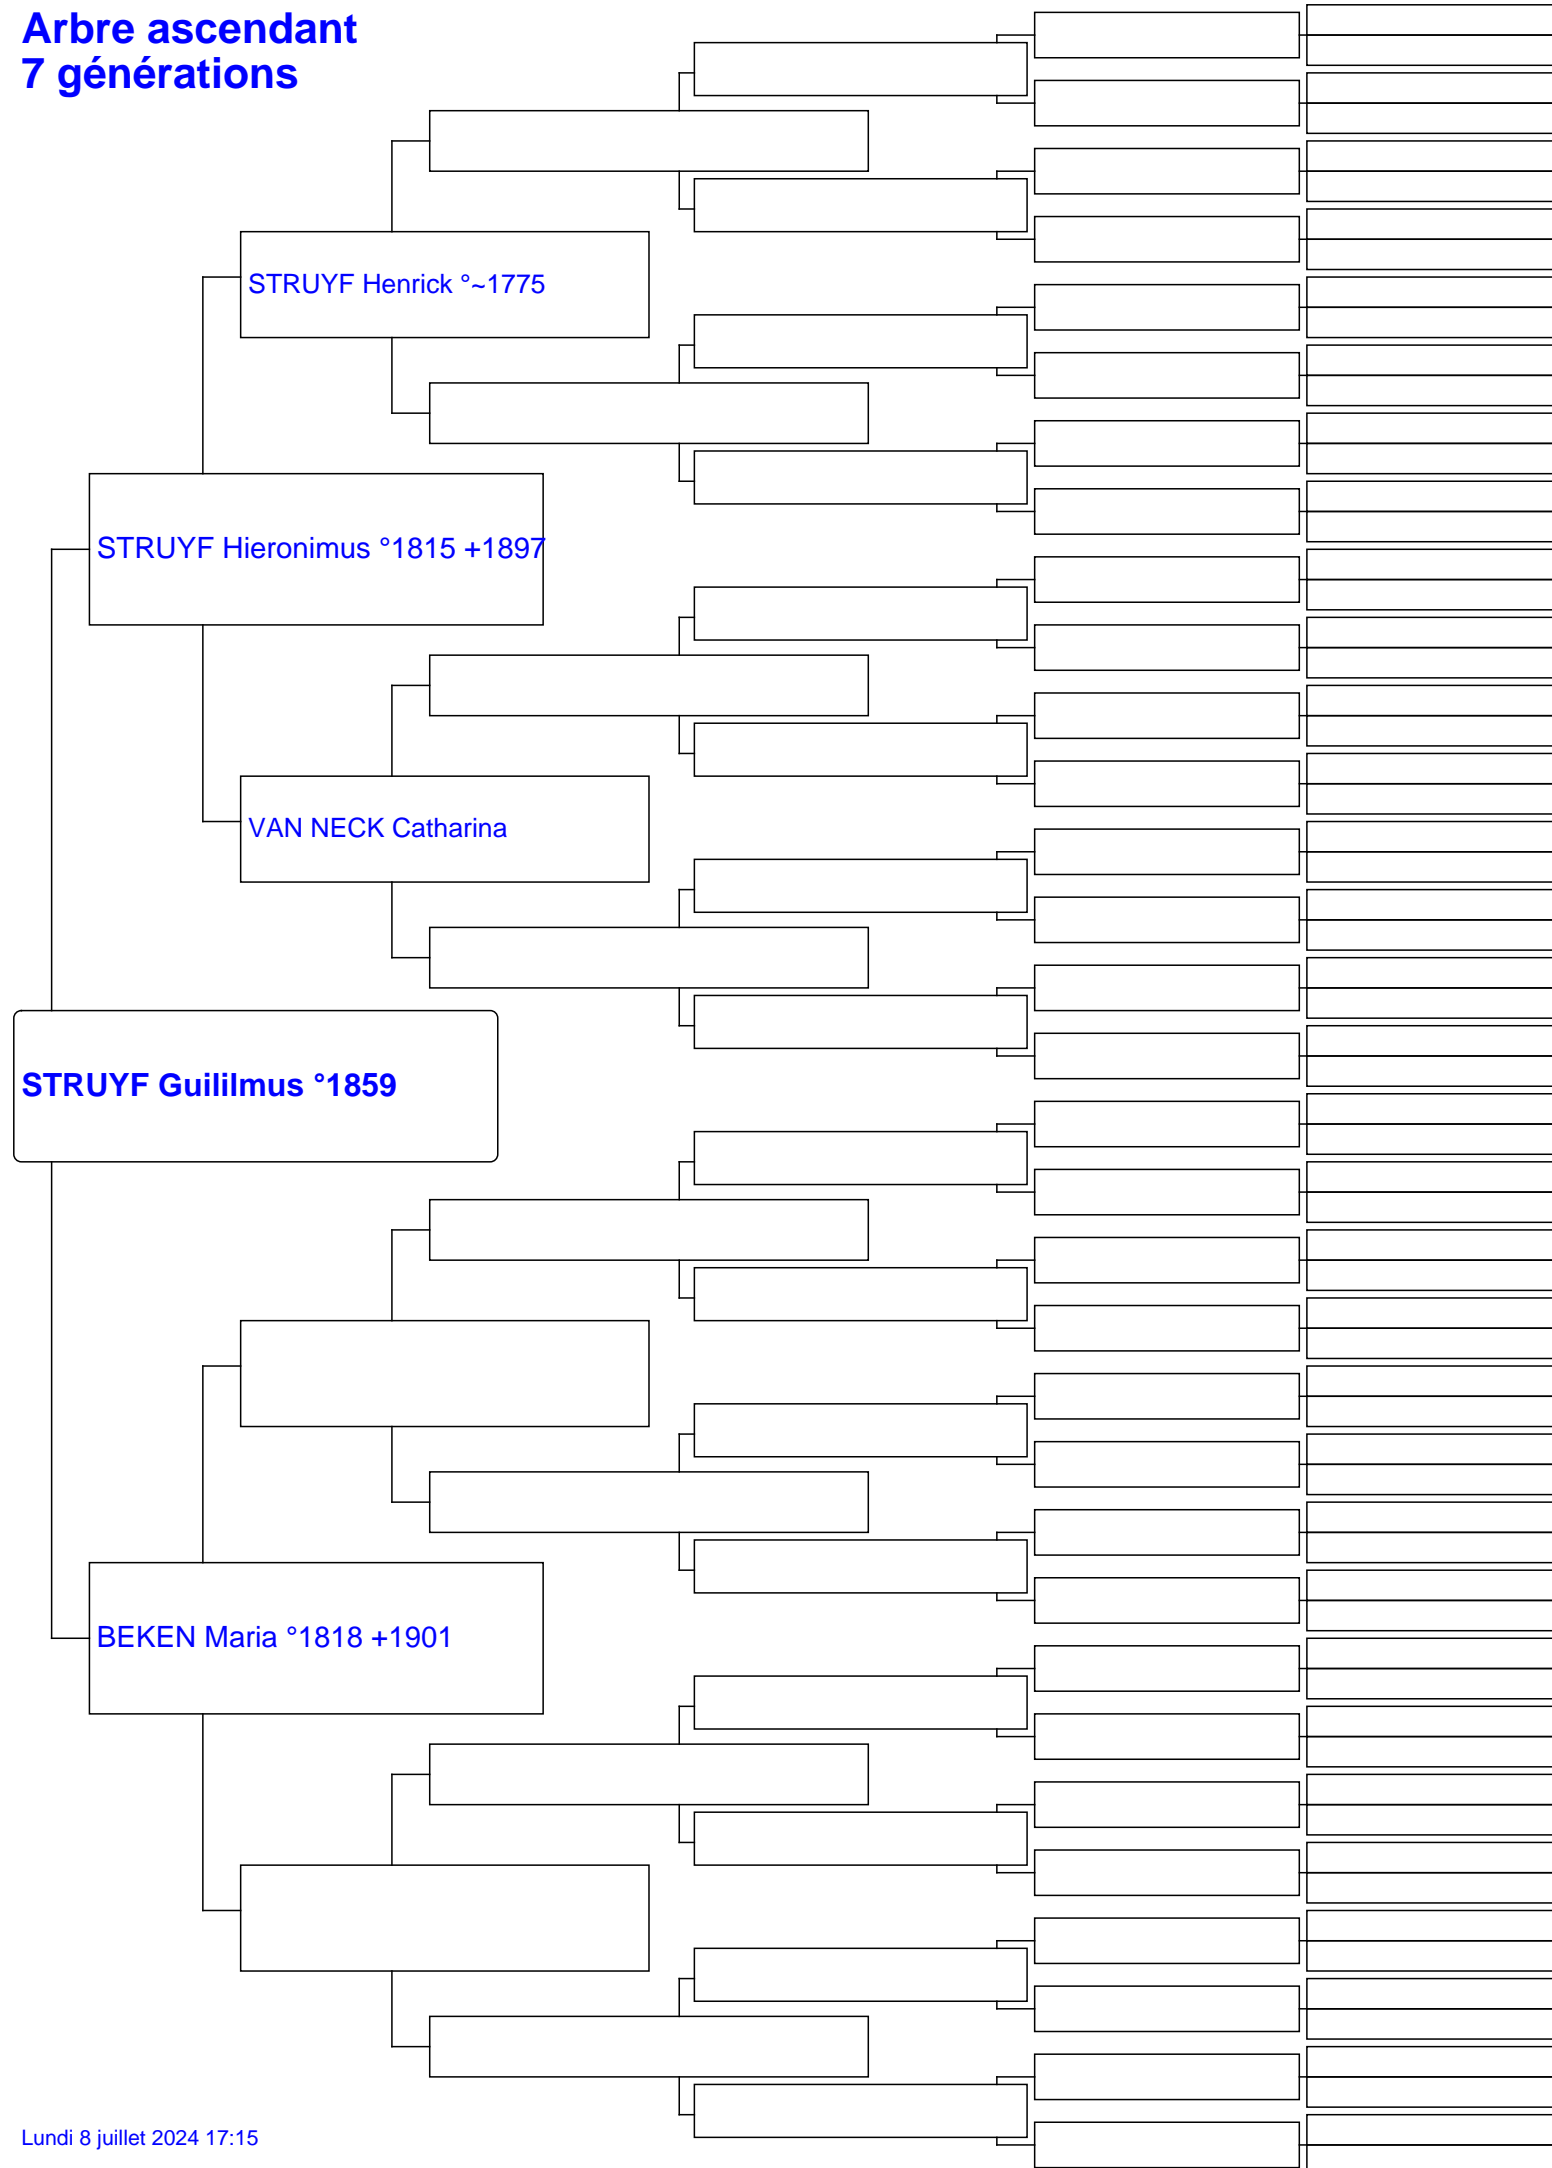 Arbre ascendant
7 générations
STRUYF Henrick °~1775
STRUYF Hieronimus °1815 +1897
VAN NECK Catharina
STRUYF Guililmus °1859
BEKEN Maria °1818 +1901
Lundi 8 juillet 2024 17:15